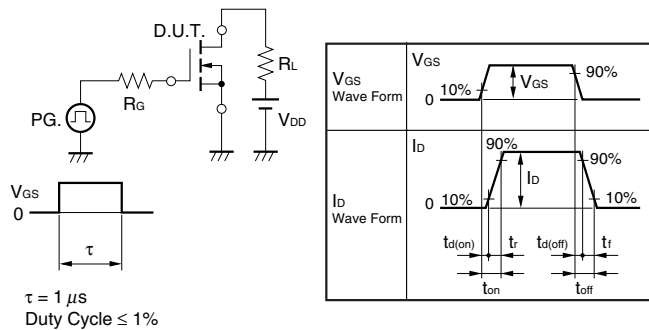 D.U.T.
RL
RG
PG.
VDD
VGS
0
τ
τ = 1 μs
Duty Cycle ≤ 1%
VGS
Wave Form
VGS
10%
0
VGS
90%
ID
Wave Form
ID
90%
90%
ID
0 10%
10%
td(on) tr td(off) tf
ton toff